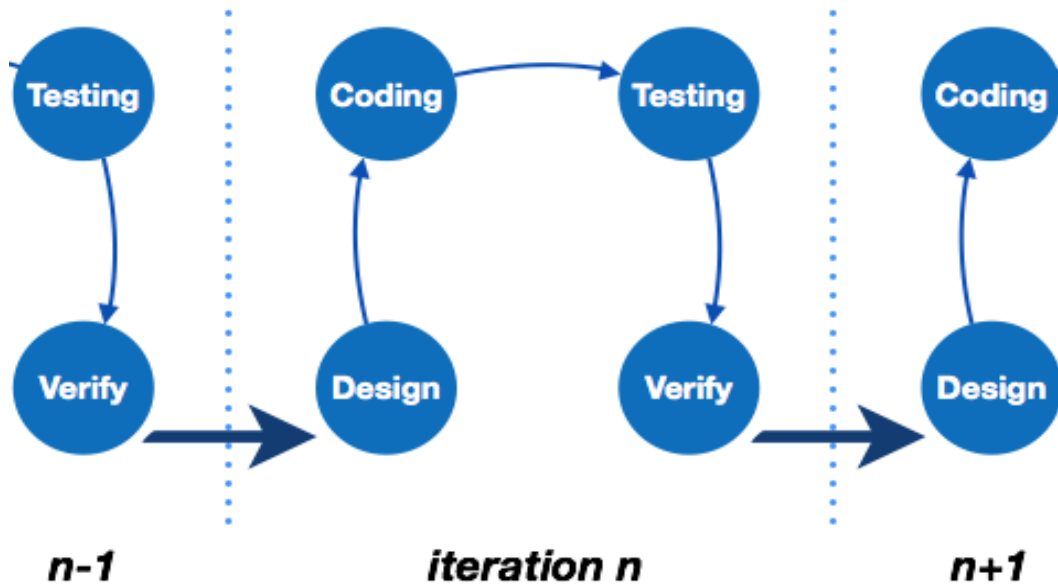 Testing
Coding
Testing
Coding
Verify
Design
Verify
Design
n-1
iteration n
n+1